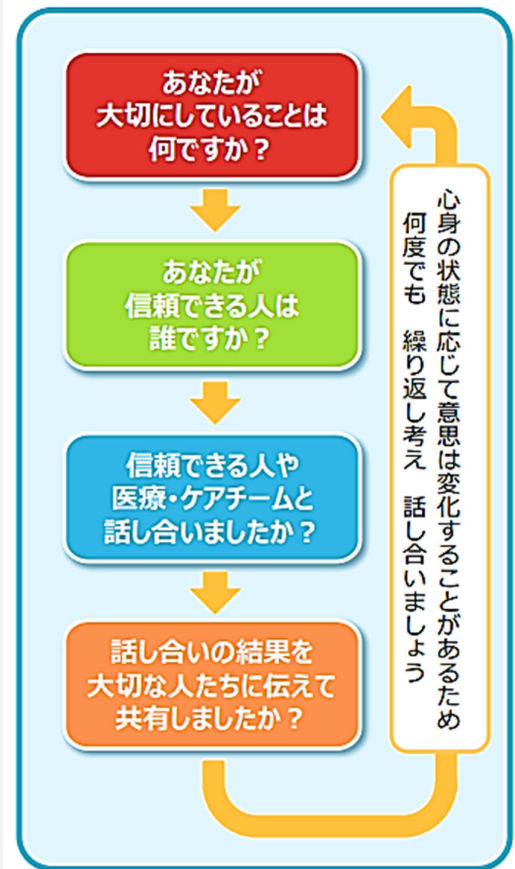 あなたが
大切にしていることは
何ですか？
あなたが
信頼できる人は
誰ですか？
信頼できる人や
医療・ケアチームと
話し合いましたか？
話し合いの結果を
大切な人たちに伝えて
共有しましたか？
心身の状態に応じて意思は変化することがあるため
何度でも　繰り返し考え　話し合いましょう